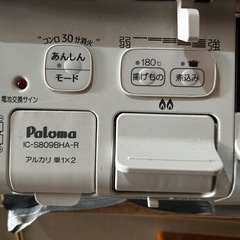 "コンロ30分消火"
あんしん
モード
弱 強
180℃
揚げもの
煮込み
電池交換サイン
Paloma
IC-S809BHA-R
アルカリ 単1×2